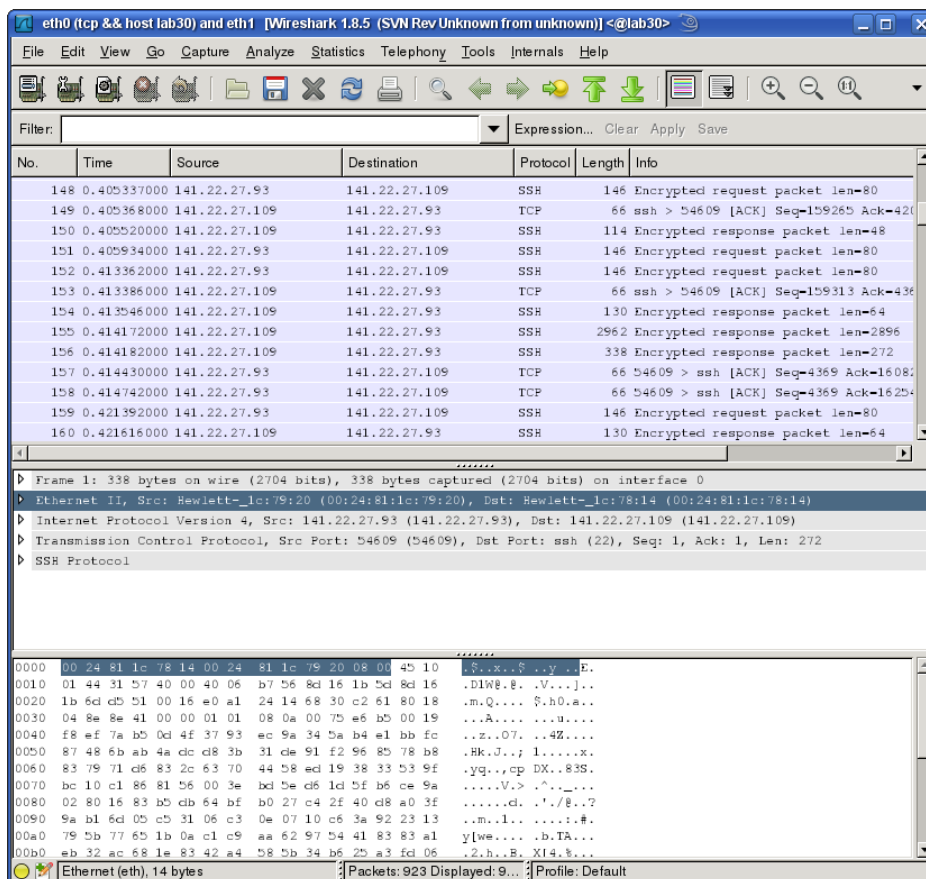 eth0 (tcp && host lab30) and eth1 [Wireshark 1.8.5 (SVN Rev Unknown from unknown)] <@lab30>
File Edit View Go Capture Analyze Statistics Telephony Tools Internals Help
Filter: Expression... Clear Apply Save
No. Time Source Destination Protocol Length Info
148 0.405337000 141.22.27.93 141.22.27.109 SSH 146 Encrypted request packet len=80
149 0.405368000 141.22.27.109 141.22.27.93 TCP 66 ssh > 54609 [ACK] Seq=159265 Ack=420
150 0.405520000 141.22.27.109 141.22.27.93 SSH 114 Encrypted response packet len=48
151 0.405934000 141.22.27.93 141.22.27.109 SSH 146 Encrypted request packet len=80
152 0.413362000 141.22.27.93 141.22.27.109 SSH 146 Encrypted request packet len=80
153 0.413386000 141.22.27.109 141.22.27.93 TCP 66 ssh > 54609 [ACK] Seq=159313 Ack=436
154 0.413546000 141.22.27.109 141.22.27.93 SSH 130 Encrypted response packet len=64
155 0.414172000 141.22.27.109 141.22.27.93 SSH 2962 Encrypted response packet len=2896
156 0.414182000 141.22.27.109 141.22.27.93 SSH 338 Encrypted response packet len=272
157 0.414430000 141.22.27.93 141.22.27.109 TCP 66 54609 > ssh [ACK] Seq=4369 Ack=16082
158 0.414742000 141.22.27.93 141.22.27.109 TCP 66 54609 > ssh [ACK] Seq=4369 Ack=16254
159 0.421392000 141.22.27.93 141.22.27.109 SSH 146 Encrypted request packet len=80
160 0.421616000 141.22.27.109 141.22.27.93 SSH 130 Encrypted response packet len=64
Frame 1: 338 bytes on wire (2704 bits), 338 bytes captured (2704 bits) on interface 0
Ethernet II, Src: Hewlett-_1c:79:20 (00:24:81:1c:79:20), Dst: Hewlett-_1c:78:14 (00:24:81:1c:78:14)
Internet Protocol Version 4, Src: 141.22.27.93 (141.22.27.93), Dst: 141.22.27.109 (141.22.27.109)
Transmission Control Protocol, Src Port: 54609 (54609), Dst Port: ssh (22), Seq: 1, Ack: 1, Len: 272
SSH Protocol
0000 00 24 81 1c 78 14 00 24 81 1c 79 20 08 00 45 10 .$..x..$ ..y ..E.
0010 01 44 31 57 40 00 40 06 b7 56 8d 16 1b 5d 8d 16 .D1W@.@. .V...]..
0020 1b 6d d5 51 00 16 e0 a1 24 14 68 30 c2 61 80 18 .m.Q.... $.h0.a..
0030 04 8e 8e 41 00 00 01 01 08 0a 00 75 e6 b5 00 19 ...A.... ...u....
0040 f8 ef 7a b5 0d 4f 37 93 ec 9a 34 5a b4 e1 bb fc ..z..O7. ..4Z....
0050 87 48 6b ab 4a dc d8 3b 31 de 91 f2 96 85 78 b8 .Hk.J..; 1.....x.
0060 83 79 71 d6 83 2c 63 70 44 58 ed 19 38 33 53 9f .yq..,cp DX..83S.
0070 bc 10 c1 86 81 56 00 3e bd 5e d6 1d 5f b6 ce 9a .....V.> .^.._...
0080 02 80 16 83 b5 db 64 bf b0 27 c4 2f 40 d8 a0 3f ......d. .'./@..?
0090 9a b1 6d 05 c5 31 06 c3 0e 07 10 c6 3a 92 23 13 ..m..1.. ....:.#.
00a0 79 5b 77 65 1b 0a c1 c9 aa 62 97 54 41 83 83 a1 y[we.... .b.TA...
00b0 eb 32 ac 68 1e 83 42 a4 58 5b 34 b6 25 a3 fd 06 .2.h..B. X[4.%...
Ethernet (eth), 14 bytes Packets: 923 Displayed: 9... Profile: Default